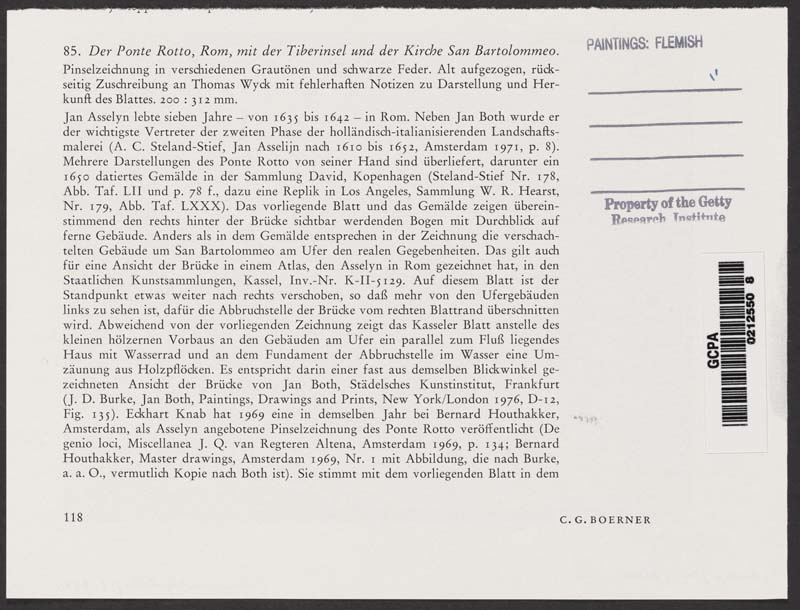 85. Der Ponte Rotto, Rom, mit der Tiberinsel und der Kirche San Bartolommeo.
Pinselzeichnung in verschiedenen Grautönen und schwarze Feder. Alt aufgezogen, rück-
seitig Zuschreibung an Thomas Wyck mit fehlerhaften Notizen zu Darstellung und Her-
kunft des Blattes. 200 : 312 mm.
Jan Asselyn lebte sieben Jahre – von 1635 bis 1642 – in Rom. Neben Jan Both wurde er
der wichtigste Vertreter der zweiten Phase der holländisch-italianisierenden Landschafts-
malerei (A. C. Steland-Stief, Jan Asselijn nach 1610 bis 1652, Amsterdam 1971, p. 8).
Mehrere Darstellungen des Ponte Rotto von seiner Hand sind überliefert, darunter ein
1650 datiertes Gemälde in der Sammlung David, Kopenhagen (Steland-Stief Nr. 178,
Abb. Taf. LII und p. 78 f., dazu eine Replik in Los Angeles, Sammlung W. R. Hearst,
Nr. 179, Abb. Taf. LXXX). Das vorliegende Blatt und das Gemälde zeigen überein-
stimmend den rechts hinter der Brücke sichtbar werdenden Bogen mit Durchblick auf
ferne Gebäude. Anders als in dem Gemälde entsprechen in der Zeichnung die verschach-
telten Gebäude um San Bartolommeo am Ufer den realen Gegebenheiten. Das gilt auch
für eine Ansicht der Brücke in einem Atlas, den Asselyn in Rom gezeichnet hat, in den
Staatlichen Kunstsammlungen, Kassel, Inv.-Nr. K-II-5129. Auf diesem Blatt ist der
Standpunkt etwas weiter nach rechts verschoben, so daß mehr von den Ufergebäuden
links zu sehen ist, dafür die Abbruchstelle der Brücke vom rechten Blattrand überschnitten
wird. Abweichend von der vorliegenden Zeichnung zeigt das Kasseler Blatt anstelle des
kleinen hölzernen Vorbaus an den Gebäuden am Ufer ein parallel zum Fluß liegendes
Haus mit Wasserrad und an dem Fundament der Abbruchstelle im Wasser eine Um-
zäunung aus Holzpflöcken. Es entspricht darin einer fast aus demselben Blickwinkel ge-
zeichneten Ansicht der Brücke von Jan Both, Städelsches Kunstinstitut, Frankfurt
(J. D. Burke, Jan Both, Paintings, Drawings and Prints, New York/London 1976, D-12,
Fig. 135). Eckhart Knab hat 1969 eine in demselben Jahr bei Bernard Houthakker,
Amsterdam, als Asselyn angebotene Pinselzeichnung des Ponte Rotto veröffentlicht (De
genio loci, Miscellanea J. Q. van Regteren Altena, Amsterdam 1969, p. 134; Bernard
Houthakker, Master drawings, Amsterdam 1969, Nr. 1 mit Abbildung, die nach Burke,
a. a. O., vermutlich Kopie nach Both ist). Sie stimmt mit dem vorliegenden Blatt in dem
118
C. G. BOERNER
PAINTINGS: FLEMISH
Property of the Getty
Research Institute
GCPA
0212550 8